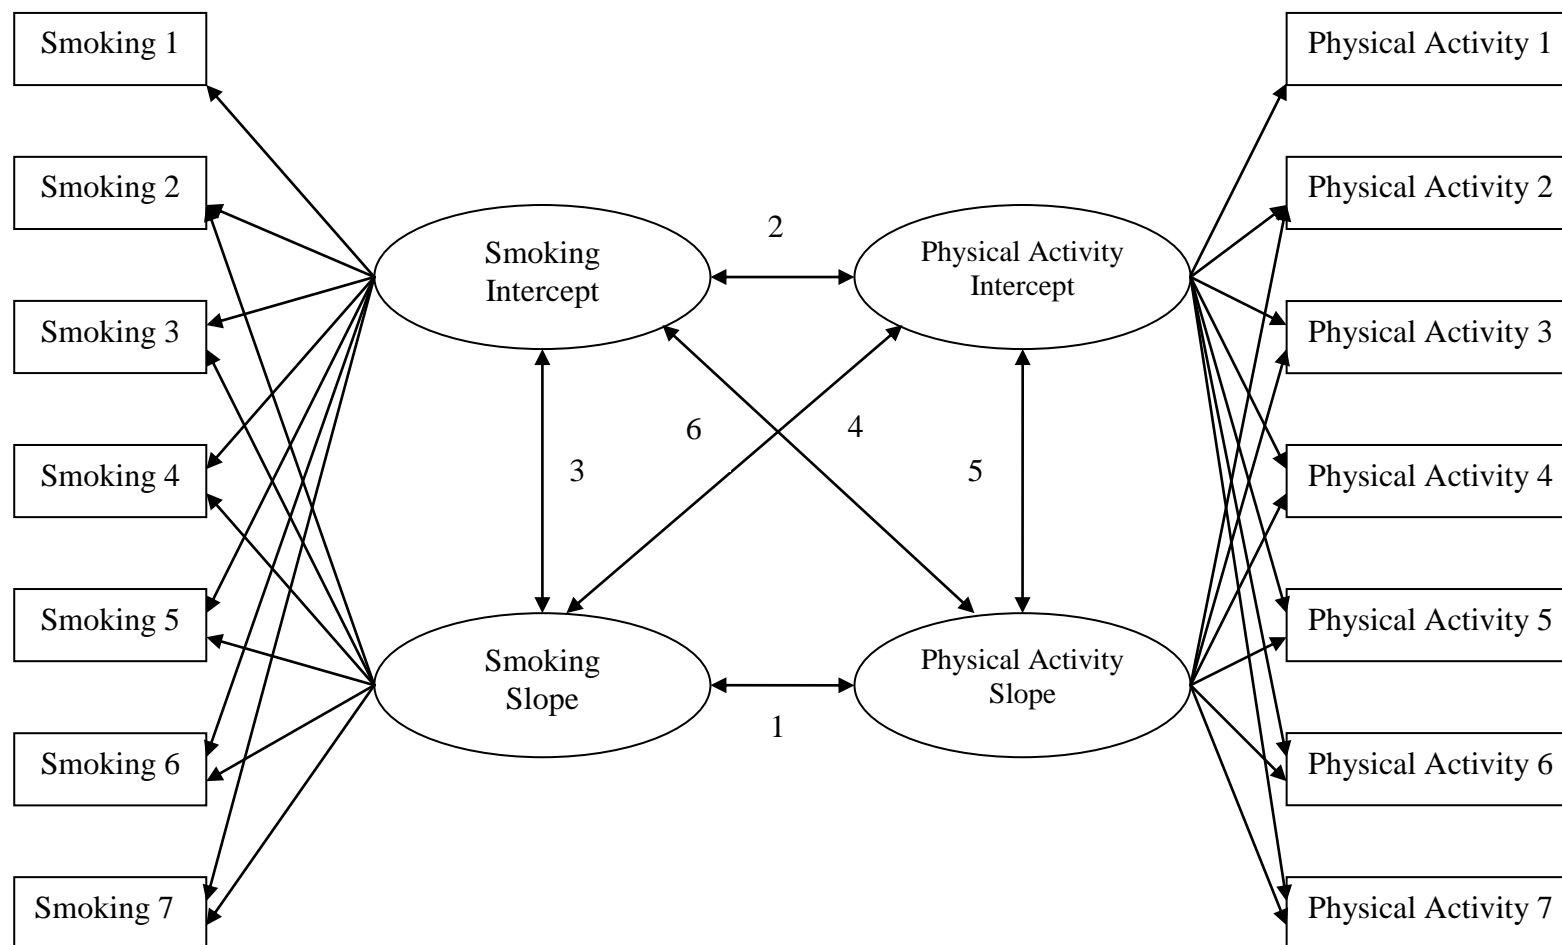 Smoking 1
Physical Activity 1
Smoking 2
Physical Activity 2
2
Smoking
Intercept
Physical Activity
Intercept
Smoking 3
Physical Activity 3
6
4
Smoking 4
3
5
Physical Activity 4
Smoking 5
Physical Activity 5
Smoking
Slope
Physical Activity
Slope
1
Smoking 6
Physical Activity 6
Smoking 7
Physical Activity 7